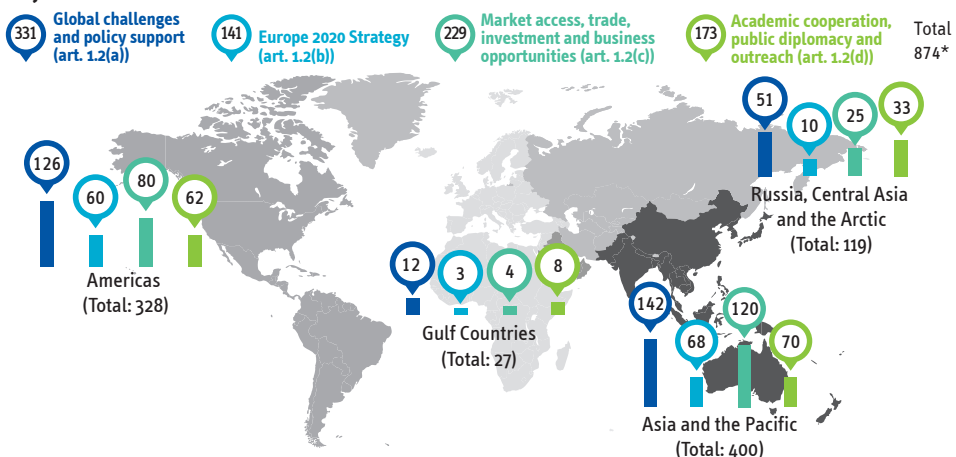 331
Global challenges
and policy support
(art. 1.2(a))
141
Europe 2020 Strategy
(art. 1.2(b))
229
Market access, trade,
investment and business
opportunities (art. 1.2(c))
173
Academic cooperation,
public diplomacy and
outreach (art. 1.2(d))
Total
874*
126
60
80
62
Americas
(Total: 328)
12
3
4
8
Gulf Countries
(Total: 27)
51
10
25
33
Russia, Central Asia
and the Arctic
(Total: 119)
142
68
120
70
Asia and the Pacific
(Total: 400)